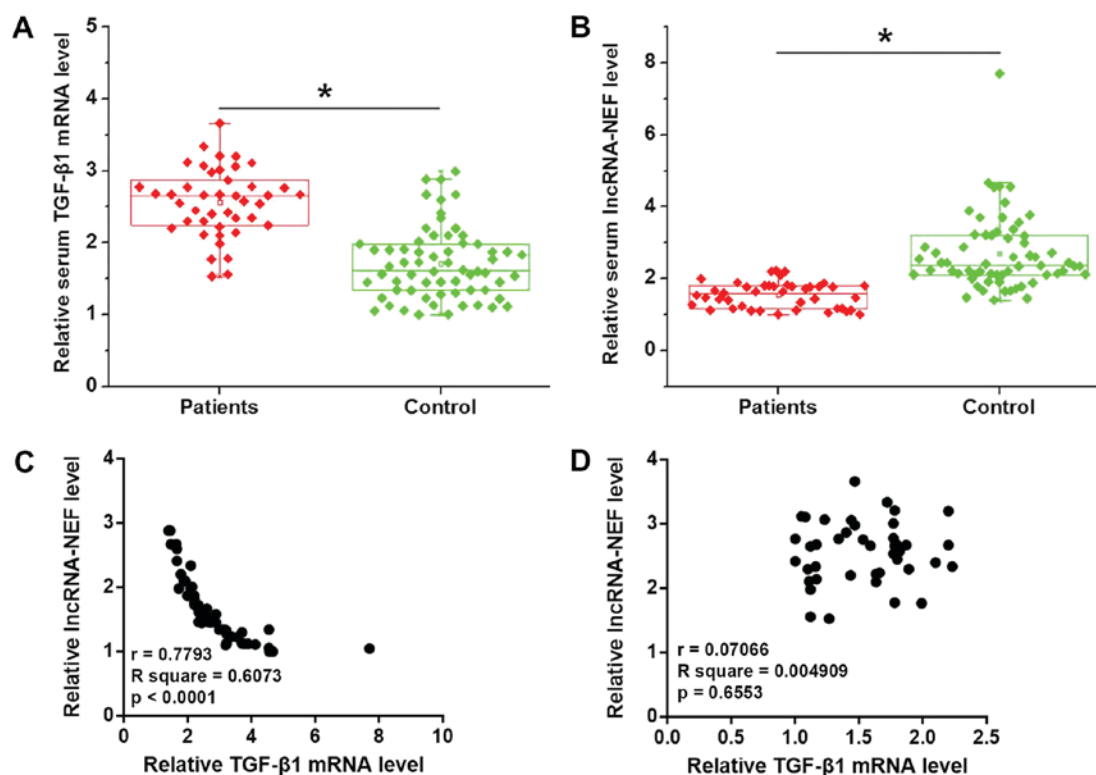 A
Relative serum TGF-β1 mRNA level
5
4
3
2
1
0
*
Patients
Control
B
Relative serum lncRNA-NEF level
8
6
4
2
0
*
Patients
Control
C
Relative lncRNA-NEF level
4
3
2
1
0
r = 0.7793
R square = 0.6073
p < 0.0001
0 2 4 6 8 10
Relative TGF-β1 mRNA level
D
Relative lncRNA-NEF level
4
3
2
1
0
r = 0.07066
R square = 0.004909
p = 0.6553
0.0 0.5 1.0 1.5 2.0 2.5
Relative TGF-β1 mRNA level